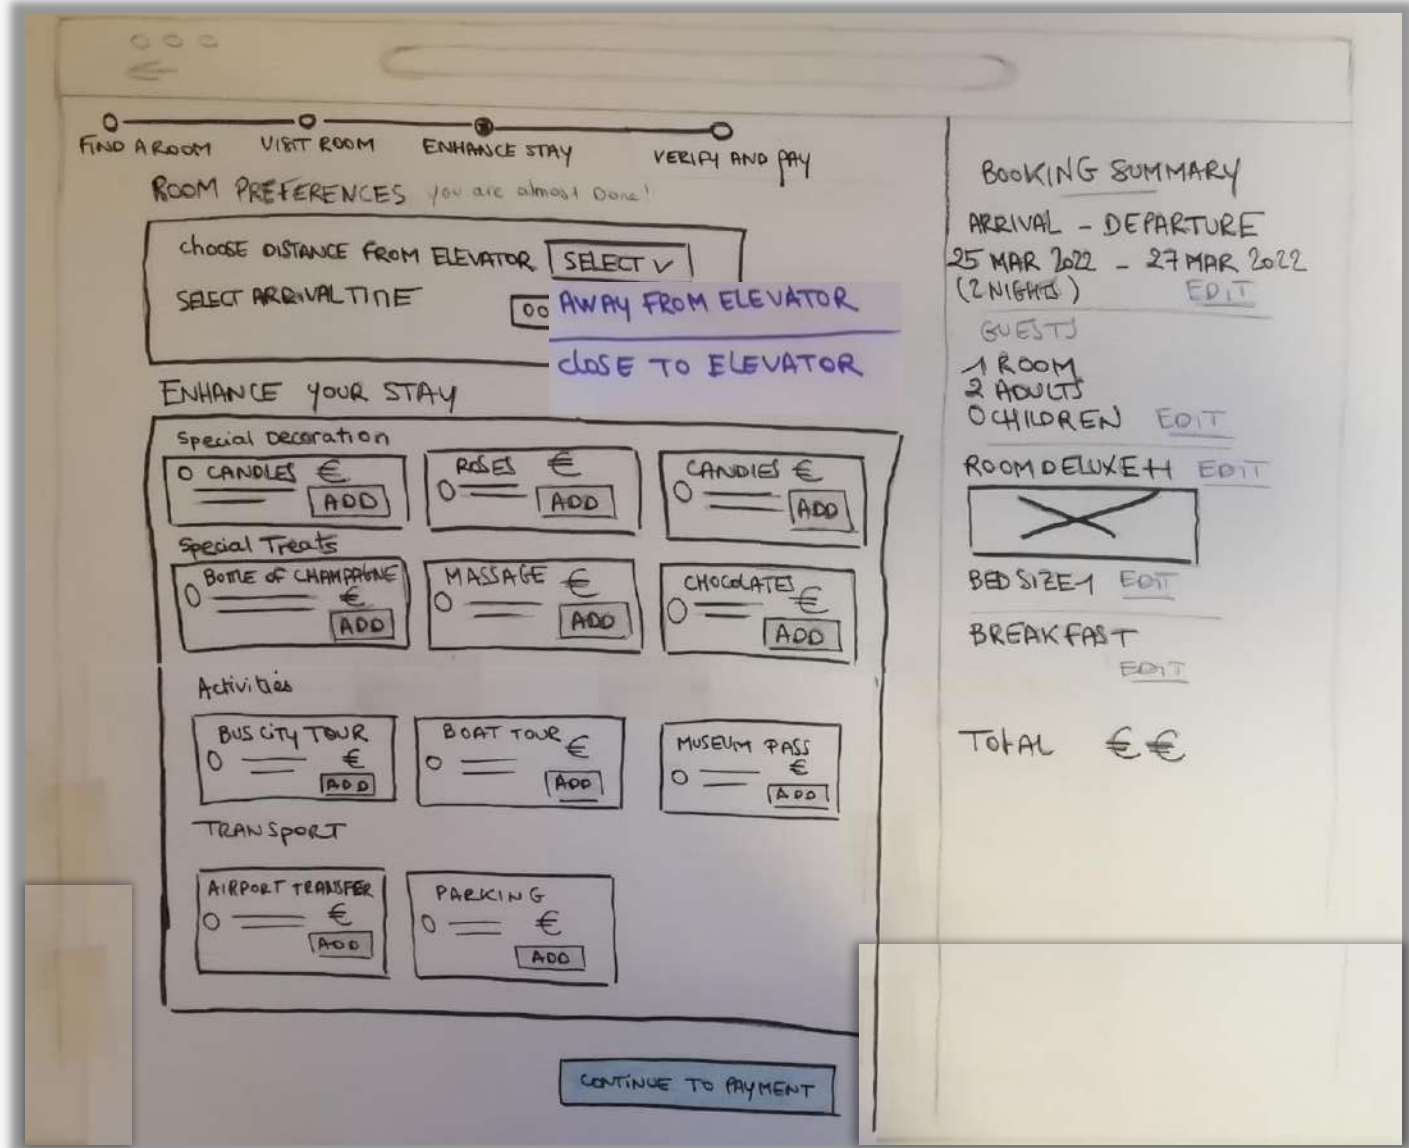 FIND A ROOM
VISIT ROOM
ENHANCE STAY
VERIFY AND PAY
ROOM PREFERENCES you are almost Done!
choose DISTANCE FROM ELEVATOR SELECT
SELECT ARRIVAL TIME 00
AWAY FROM ELEVATOR
close TO ELEVATOR
ENHANCE YOUR STAY
Special Decoration
CANDLES €
ADD
ROSES €
ADD
CANDIES €
ADD
Special Treats
BOTTLE OF CHAMPAGNE
€
ADD
MASSAGE €
ADD
CHOCOLATES €
ADD
Activities
BUS CITY TOUR
€
ADD
BOAT TOUR €
ADD
MUSEUM PASS
€
ADD
TRANSPORT
AIRPORT TRANSFER
€
ADD
PARKING
€
ADD
CONTINUE TO PAYMENT
BOOKING SUMMARY
ARRIVAL - DEPARTURE
25 MAR 2022 - 27 MAR 2022
(2 NIGHTS) EDIT
GUESTS
1 ROOM
2 ADULTS
0 CHILDREN EDIT
ROOM DELUXE ++ EDIT
BED SIZE 1 EDIT
BREAKFAST
EDIT
TOTAL €€